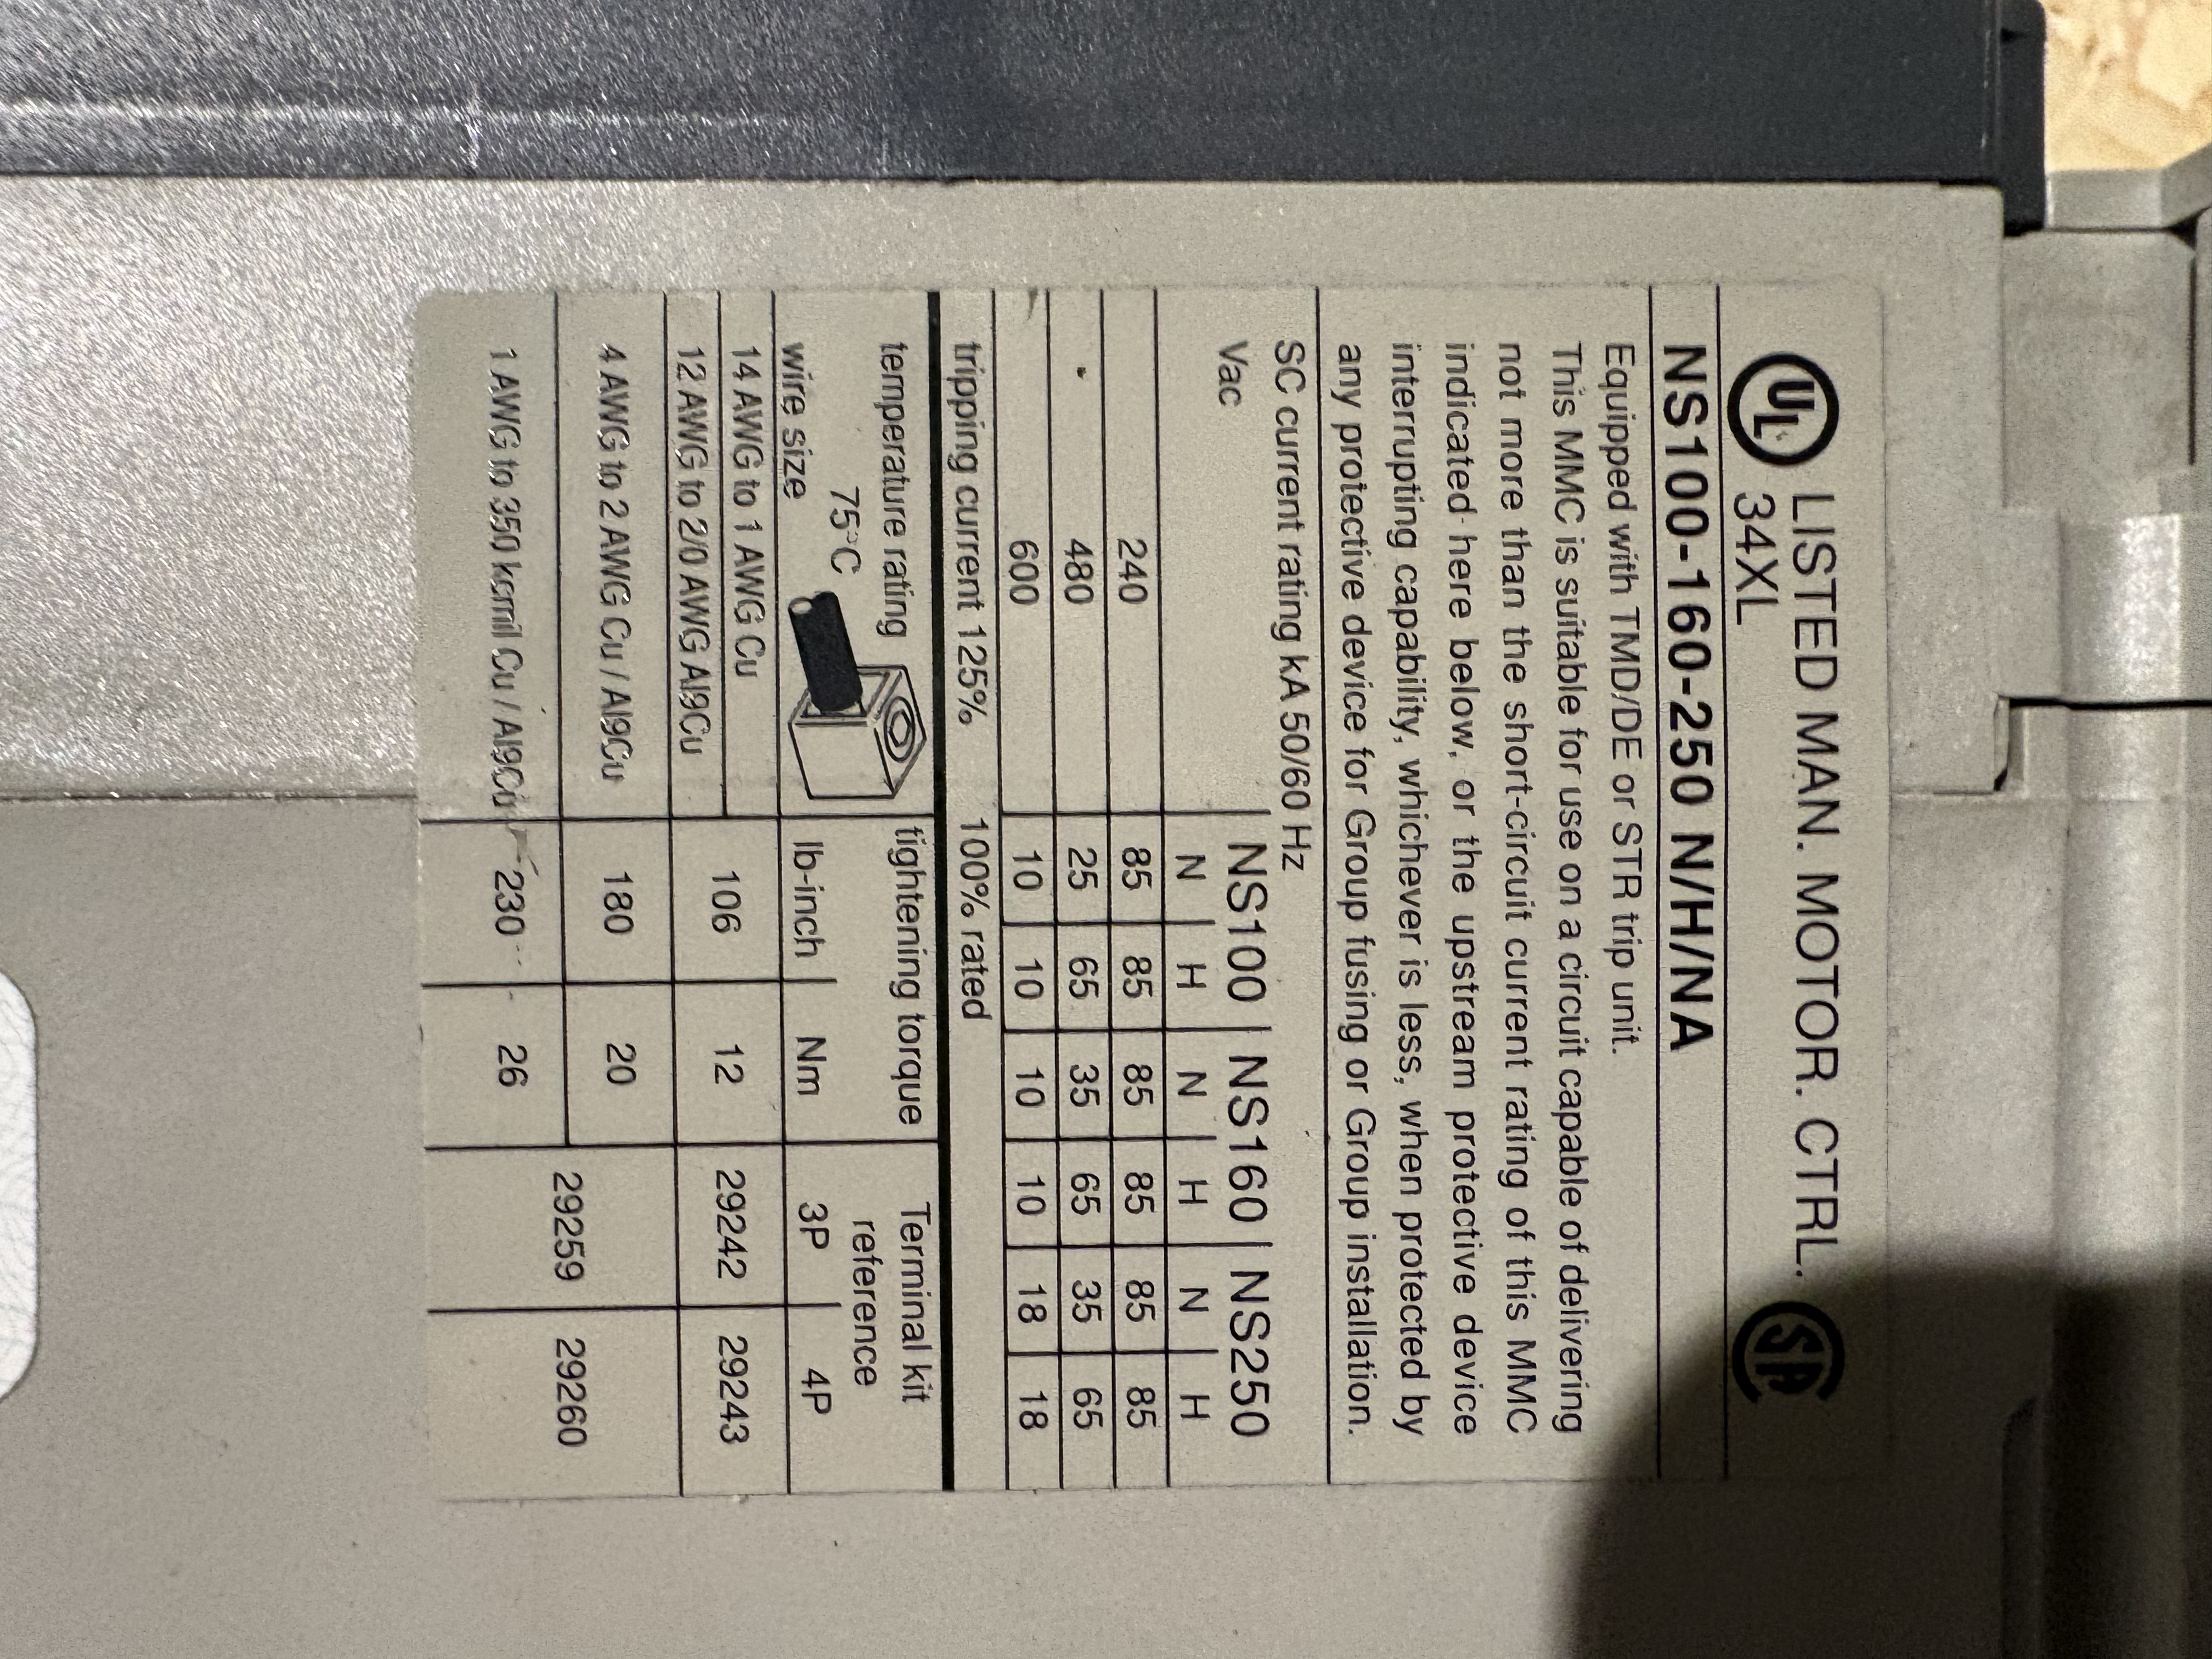 UL LISTED MAN. MOTOR. CTRL. SA
34XL
NS100-160-250 N/H/NA
Equipped with TMD/DE or STR trip unit.
This MMC is suitable for use on a circuit capable of delivering
not more than the short-circuit current rating of this MMC
indicated here below, or the upstream protective device
interrupting capability, whichever is less, when protected by
any protective device for Group fusing or Group installation.
SC current rating kA 50/60 Hz
Vac NS100 NS160 NS250
N H N H N H
240 85 85 85 85 85 85
480 25 65 35 65 35 65
600 10 10 10 10 18 18
tripping current 125% 100% rated
temperature rating tightening torque Terminal kit
75°C reference
wire size lb-inch Nm 3P 4P
14 AWG to 1 AWG Cu 106 12 29242 29243
12 AWG to 2/0 AWG Al9Cu
4 AWG to 2 AWG Cu / Al9Cu 180 20 29259 29260
1 AWG to 350 kcmil Cu / Al9Cu 230 26